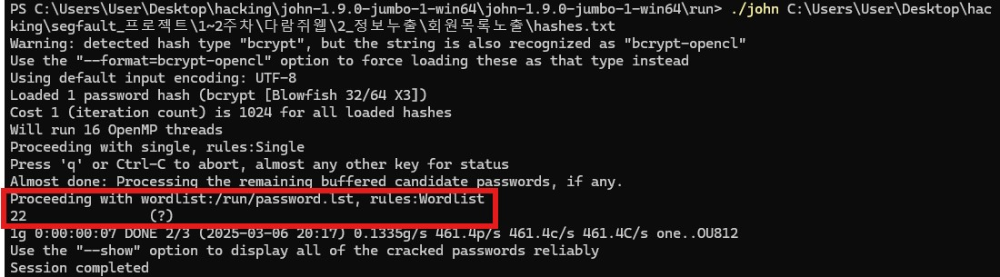 PS C:\Users\User\Desktop\hacking\john-1.9.0-jumbo-1-win64\john-1.9.0-jumbo-1-win64\run> ./john C:\Users\User\Desktop\hac
king\segfault_프로젝트\1~2주차\다람쥐웹\2_정보누출\회원목록노출\hashes.txt
Warning: detected hash type "bcrypt", but the string is also recognized as "bcrypt-opencl"
Use the "--format=bcrypt-opencl" option to force loading these as that type instead
Using default input encoding: UTF-8
Loaded 1 password hash (bcrypt [Blowfish 32/64 X3])
Cost 1 (iteration count) is 1024 for all loaded hashes
Will run 16 OpenMP threads
Proceeding with single, rules:Single
Press 'q' or Ctrl-C to abort, almost any other key for status
Almost done: Processing the remaining buffered candidate passwords, if any.
Proceeding with wordlist:/run/password.lst, rules:Wordlist
22               (?)
1g 0:00:00:07 DONE 2/3 (2025-03-06 20:17) 0.1335g/s 461.4p/s 461.4c/s 461.4C/s one..OU812
Use the "--show" option to display all of the cracked passwords reliably
Session completed